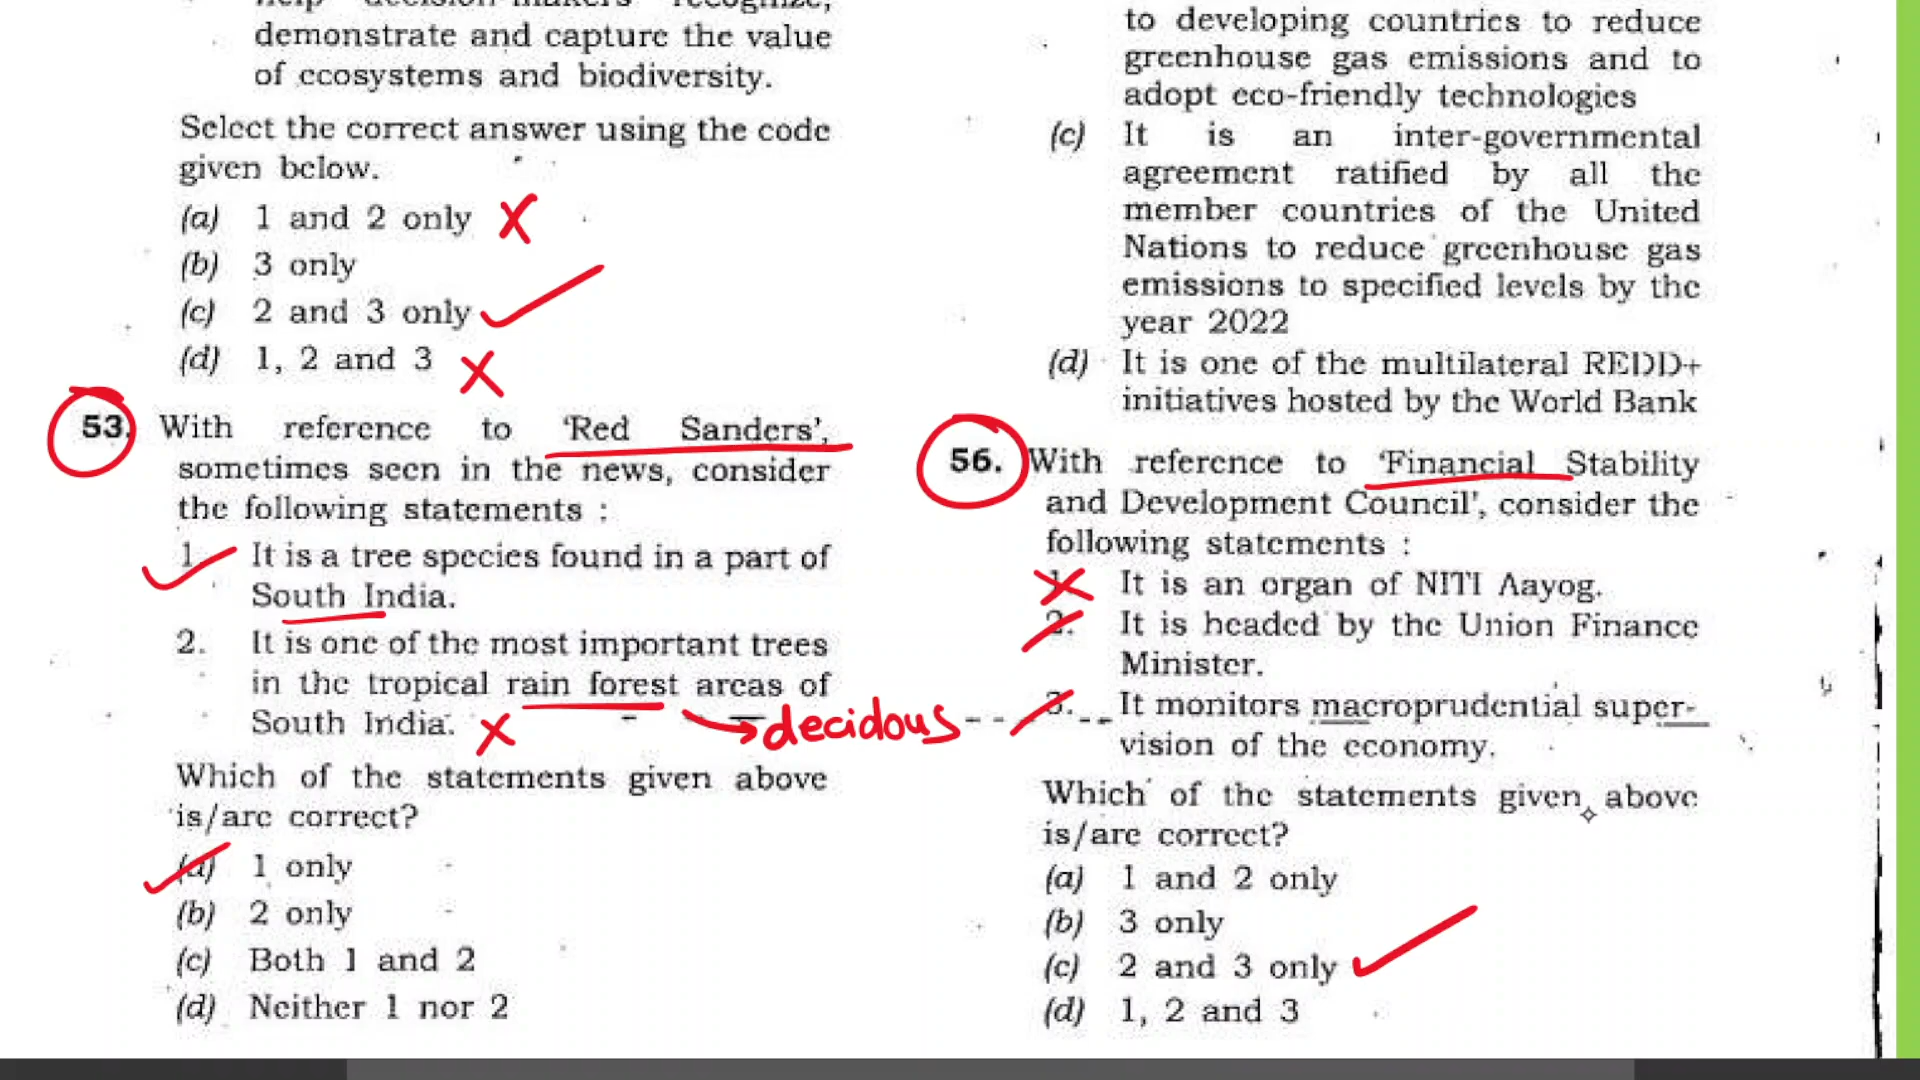 help decision-makers recognize,
demonstrate and capture the value
of ecosystems and biodiversity.
Select the correct answer using the code
given below.
(a) 1 and 2 only
(b) 3 only
(c) 2 and 3 only
(d) 1, 2 and 3
53. With reference to 'Red Sanders',
sometimes seen in the news, consider
the following statements :
1. It is a tree species found in a part of
South India.
2. It is one of the most important trees
in the tropical rain forest areas of
South India.
decidous
Which of the statements given above
is/are correct?
(a) 1 only
(b) 2 only
(c) Both 1 and 2
(d) Neither 1 nor 2
to developing countries to reduce
greenhouse gas emissions and to
adopt eco-friendly technologies
(c) It is an inter-governmental
agreement ratified by all the
member countries of the United
Nations to reduce greenhouse gas
emissions to specified levels by the
year 2022
(d) It is one of the multilateral REDD+
initiatives hosted by the World Bank
56. With reference to 'Financial Stability
and Development Council', consider the
following statements :
1. It is an organ of NITI Aayog.
2. It is headed by the Union Finance
Minister.
3. It monitors macroprudential super-
vision of the economy.
Which of the statements given above
is/are correct?
(a) 1 and 2 only
(b) 3 only
(c) 2 and 3 only
(d) 1, 2 and 3